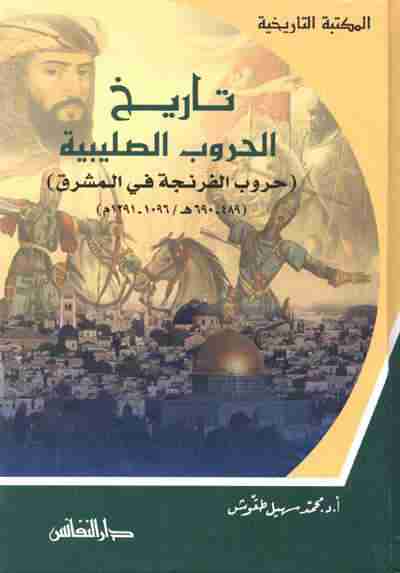 المكتبة التاريخية
تاريخ
الحروب الصليبية
(حروب الفرنجة في المشرق)
(٤٨٩-٦٩٠هـ / ١٠٩٦-١٢٩١م)
أ.د. محمد سهيل طقوش
دار النفائس